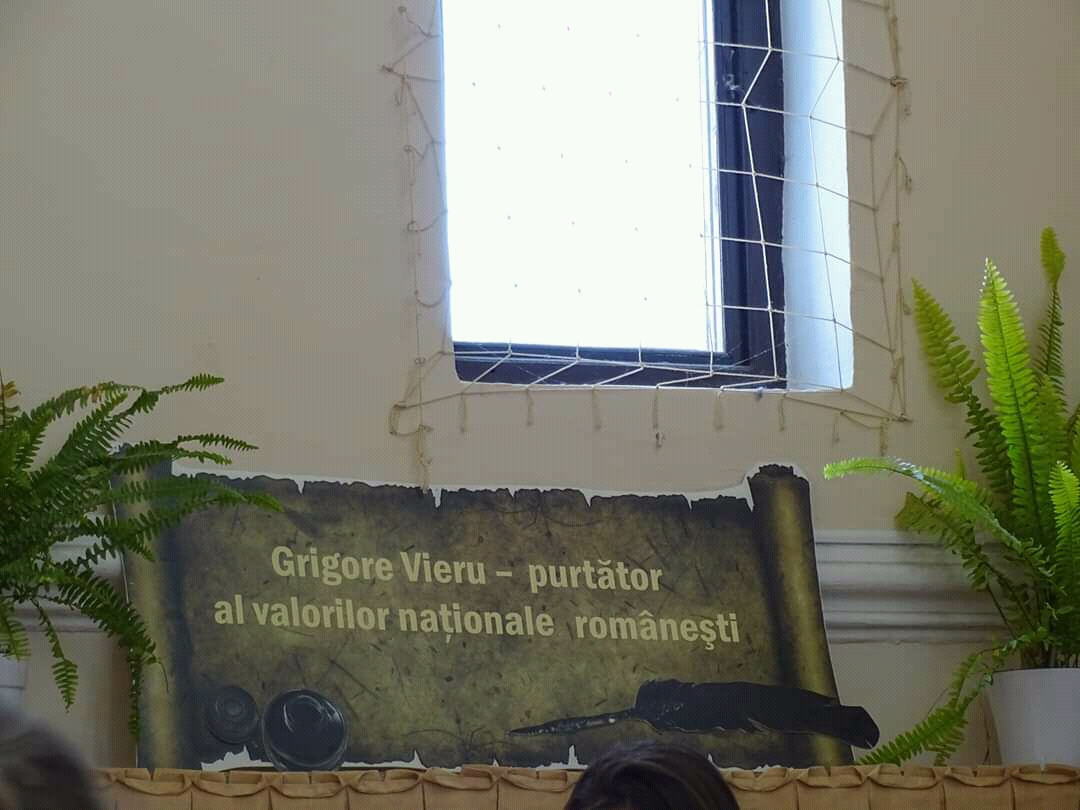 Grigore Vieru – purtător
al valorilor naționale românești